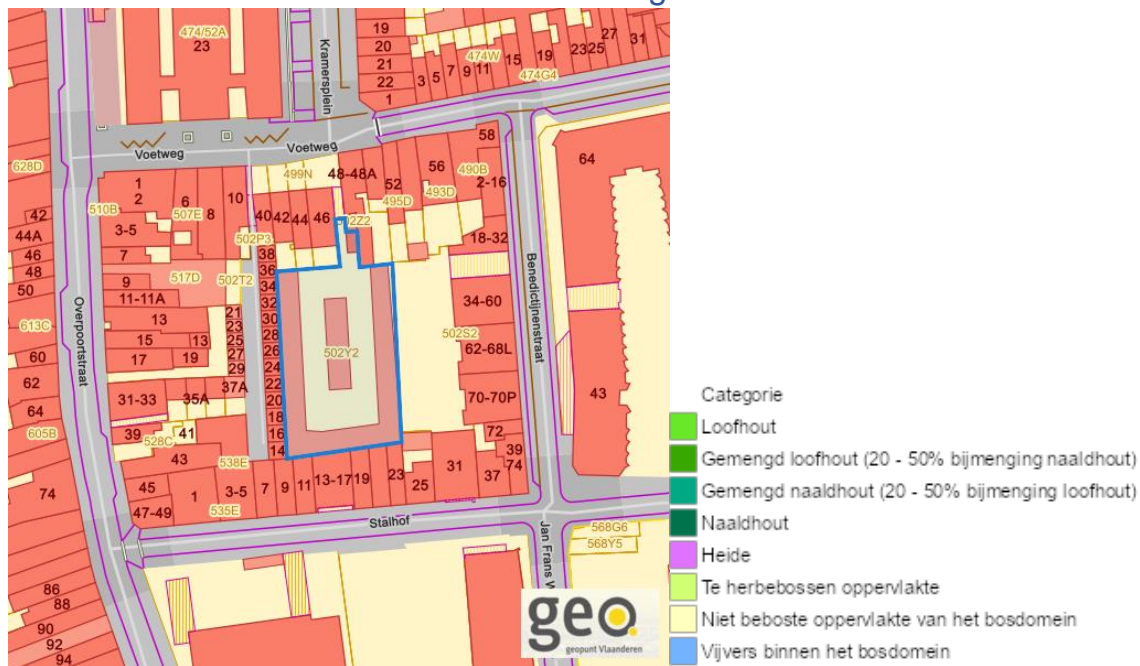 474/52A
23
Kramersplein
19
20
21
22
1
3 5 7 9 11
474W
15
19
474G4
23 25
27
31
Voetweg
Voetweg
628D
42
44A
46
48
50
613C
60
62
64
605B
74
86
88
90
92
94
Overpoortstraat
1
2
510B
6
507E
8
10
3-5
7
517D
9
11-11A
13
15
13
17
19
31-33
35A
37A
39
528C
41
43
538E
45
47-49
1
3-5
535E
7
9
11
13-17
19
23
25
31
37
499N
48-48A
40
42
44
46
52
495D
56
493D
58
490B
2-16
18-32
502P3
502T2
38
36
34
32
30
28
26
24
22
20
18
16
14
21
23
25
27
29
502Y2
502S2
34-60
62-68L
70-70P
72
39
74
Benedictijnenstraat
64
43
Stalhof
Jan Frans W
568G6
568Y5
geo.
geopunt Vlaanderen
Categorie
Loofhout
Gemengd loofhout (20 - 50% bijmenging naaldhout)
Gemengd naaldhout (20 - 50% bijmenging loofhout)
Naaldhout
Heide
Te herbebossen oppervlakte
Niet beboste oppervlakte van het bosdomein
Vijvers binnen het bosdomein